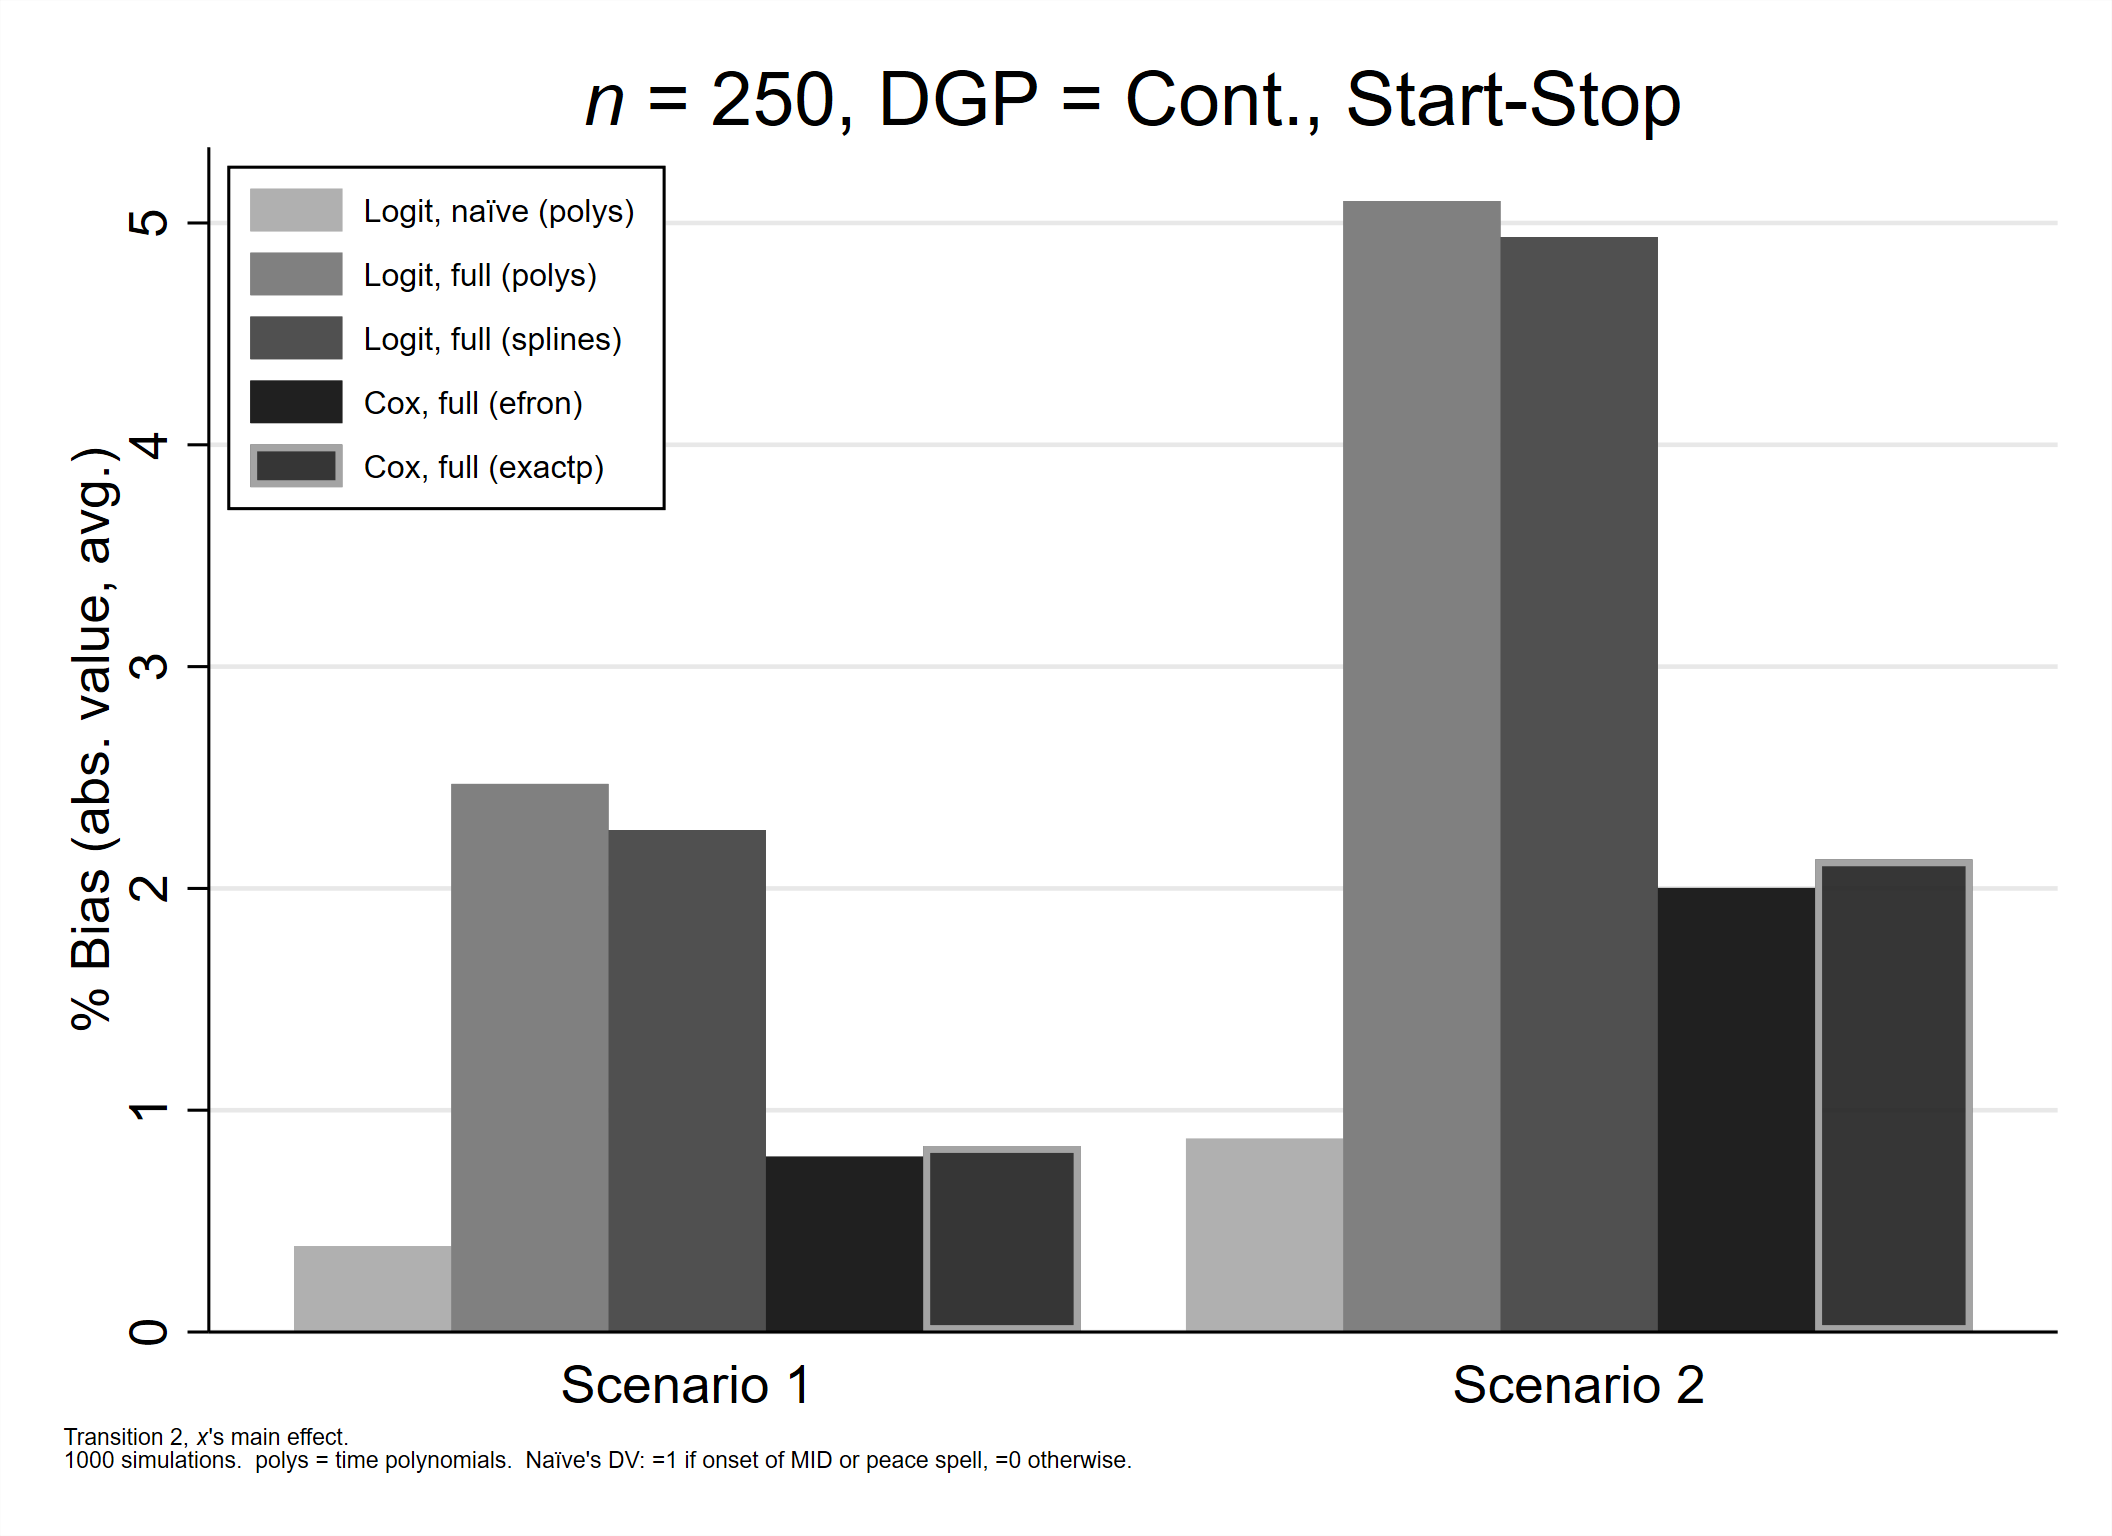 n = 250, DGP = Cont., Start-Stop
Logit, naïve (polys)
Logit, full (polys)
Logit, full (splines)
Cox, full (efron)
Cox, full (exactp)
% Bias (abs. value, avg.)
5
4
3
2
1
0
Scenario 1
Scenario 2
Transition 2, x's main effect.
1000 simulations.  polys = time polynomials.  Naïve's DV: =1 if onset of MID or peace spell, =0 otherwise.